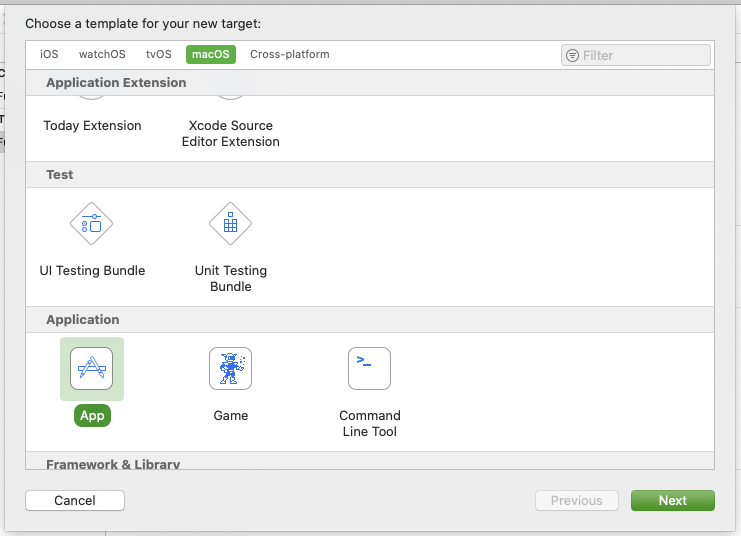 Choose a template for your new target:
iOS watchOS tvOS macOS Cross-platform
Filter
Application Extension
Today Extension
Xcode Source
Editor Extension
Test
UI Testing Bundle
Unit Testing
Bundle
Application
App
Game
Command
Line Tool
Framework & Library
Cancel
Previous
Next